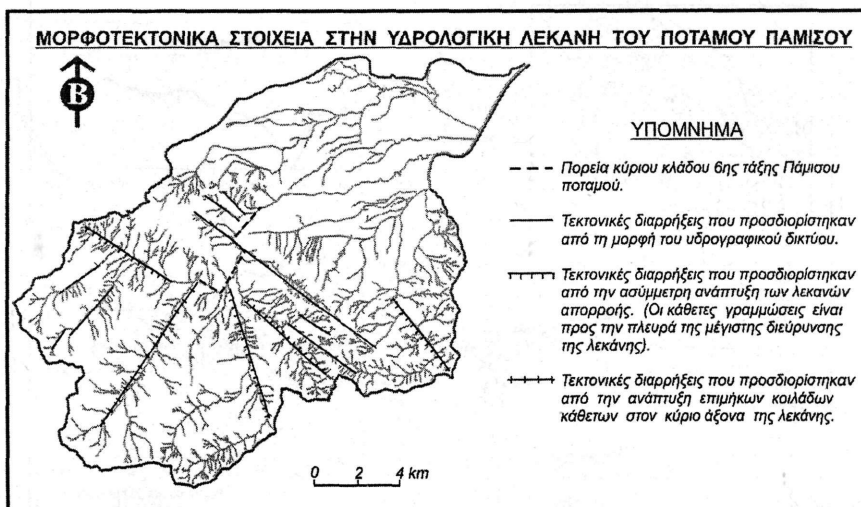 ΜΟΡΦΟΤΕΚΤΟΝΙΚΑ ΣΤΟΙΧΕΙΑ ΣΤΗΝ ΥΔΡΟΛΟΓΙΚΗ ΛΕΚΑΝΗ ΤΟΥ ΠΟΤΑΜΟΥ ΠΑΜΙΣΟΥ
Β
ΥΠΟΜΝΗΜΑ
Πορεία κύριου κλάδου 6ης τάξης Πάμισου
ποταμού.
Τεκτονικές διαρρήξεις που προσδιορίστηκαν
από τη μορφή του υδρογραφικού δικτύου.
Τεκτονικές διαρρήξεις που προσδιορίστηκαν
από την ασύμμετρη ανάπτυξη των λεκανών
απορροής. (Οι κάθετες γραμμώσεις είναι
προς την πλευρά της μέγιστης διεύρυνσης
της λεκάνης).
Τεκτονικές διαρρήξεις που προσδιορίστηκαν
από την ανάπτυξη επιμήκων κοιλάδων
κάθετων στον κύριο άξονα της λεκάνης.
0 2 4 km